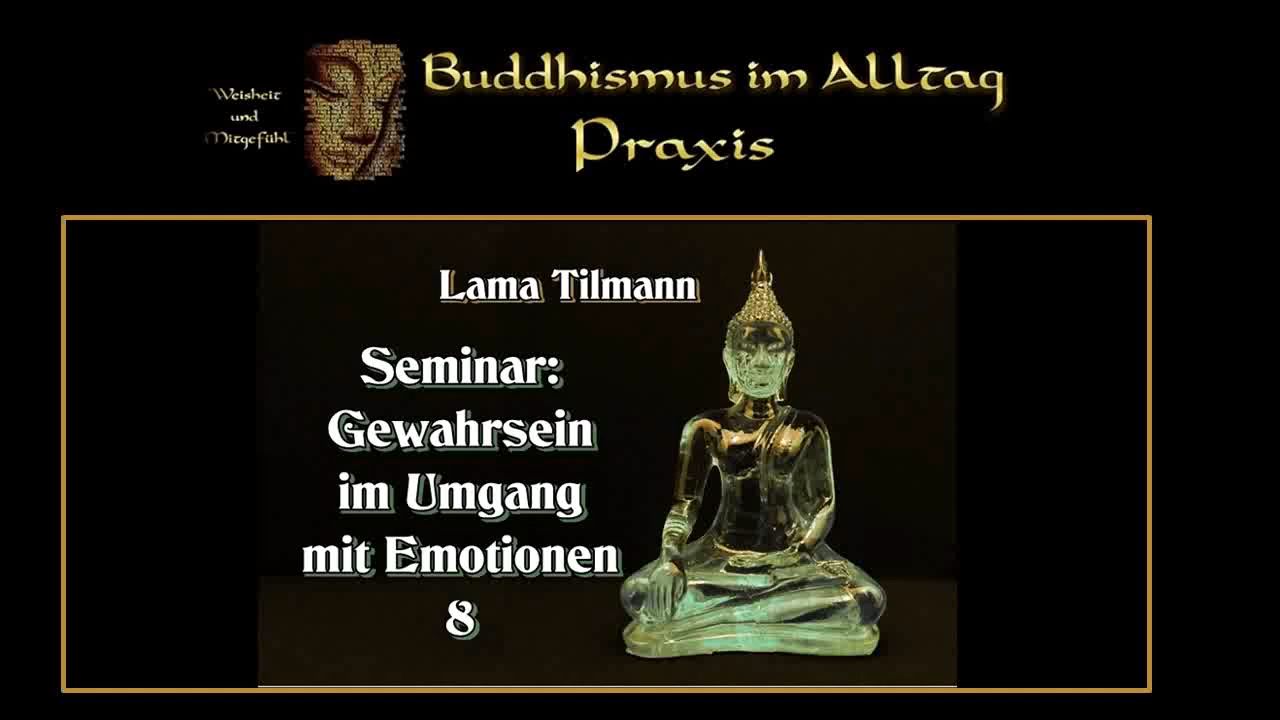 Weisheit
und
Mitgefühl
Buddhismus im Alltag
Praxis
Lama Tilmann
Seminar:
Gewahrsein
im Umgang
mit Emotionen
8